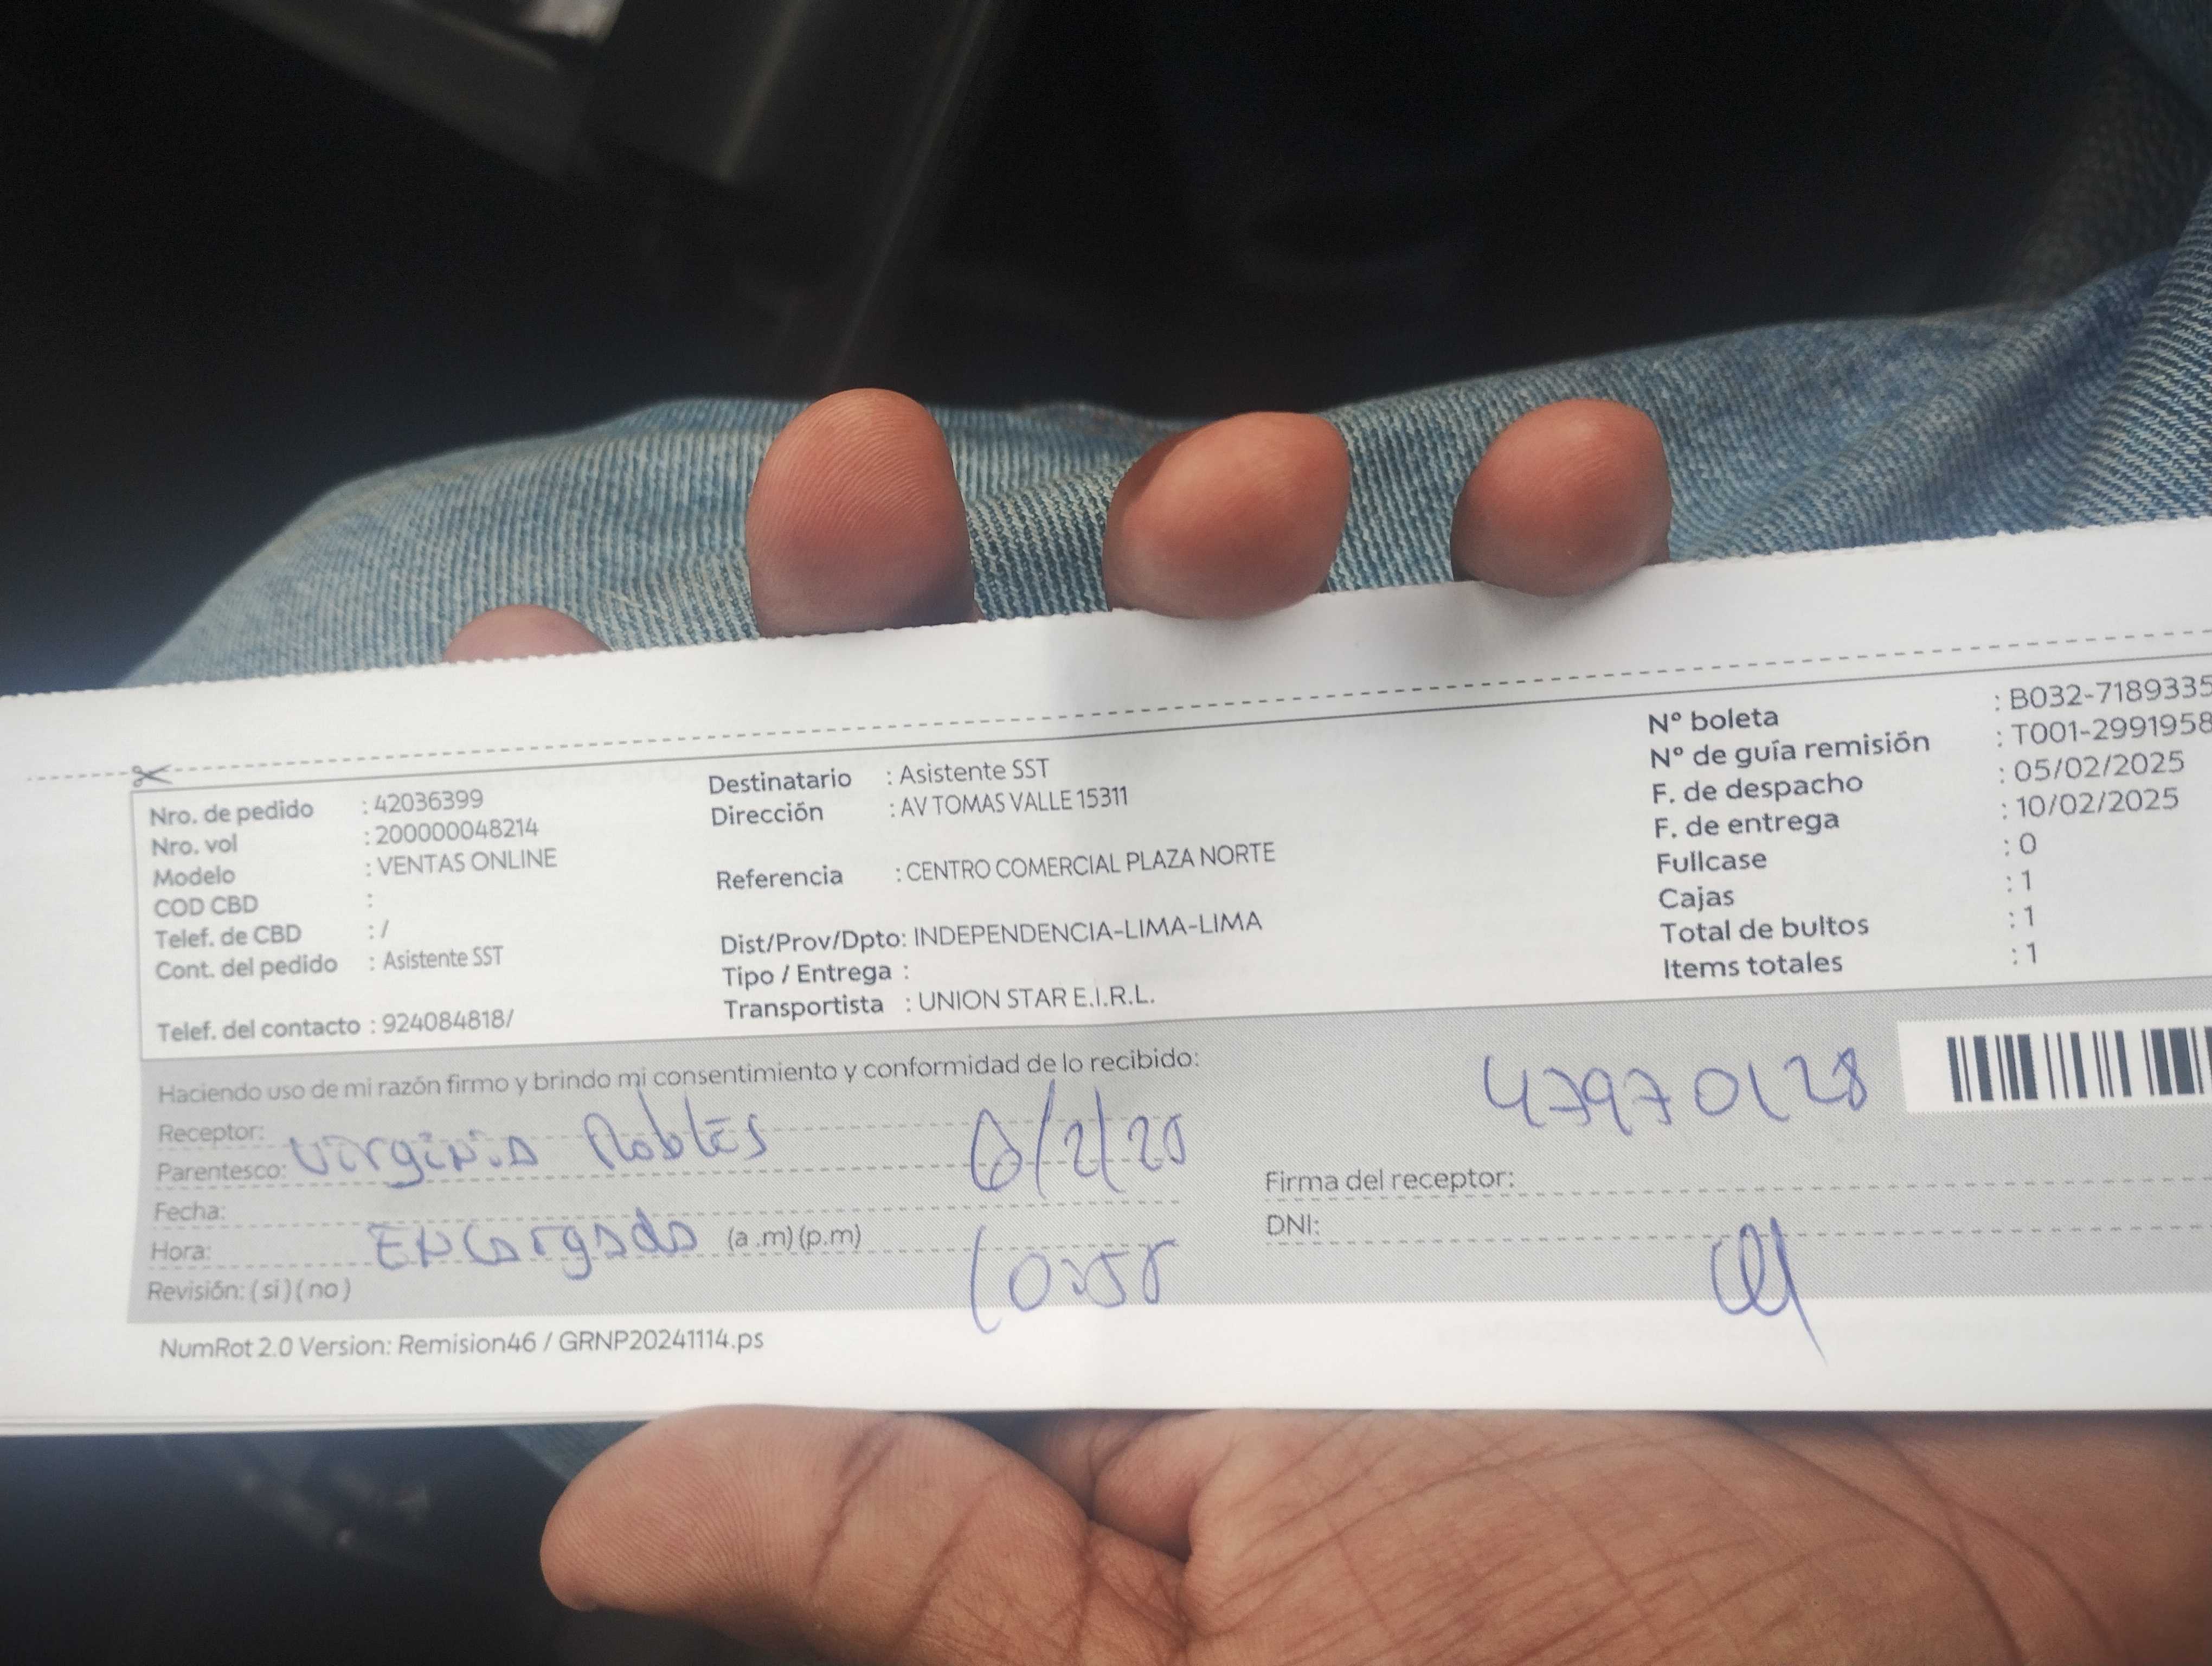 Nro. de pedido : 42036399
Nro. vol : 200000048214
Modelo : VENTAS ONLINE
COD CBD :
Telef. de CBD : /
Cont. del pedido : Asistente SST
Telef. del contacto : 924084818/
Destinatario : Asistente SST
Dirección : AV TOMAS VALLE 15311
Referencia : CENTRO COMERCIAL PLAZA NORTE
Dist/Prov/Dpto: INDEPENDENCIA-LIMA-LIMA
Tipo / Entrega :
Transportista : UNION STAR E.I.R.L.
Nº boleta : B032-7189335
Nº de guía remisión : T001-2991958
F. de despacho : 05/02/2025
F. de entrega : 10/02/2025
Fullcase : 0
Cajas : 1
Total de bultos : 1
Items totales : 1
Haciendo uso de mi razón firmo y brindo mi consentimiento y conformidad de lo recibido:
47970128
Receptor: Virginia Robles
Parentesco:
Fecha:
Hora: Encargado (a.m)(p.m)
Revisión: (si)(no)
Firma del receptor:
DNI:
NumRot 2.0 Version: Remision46 / GRNP20241114.ps